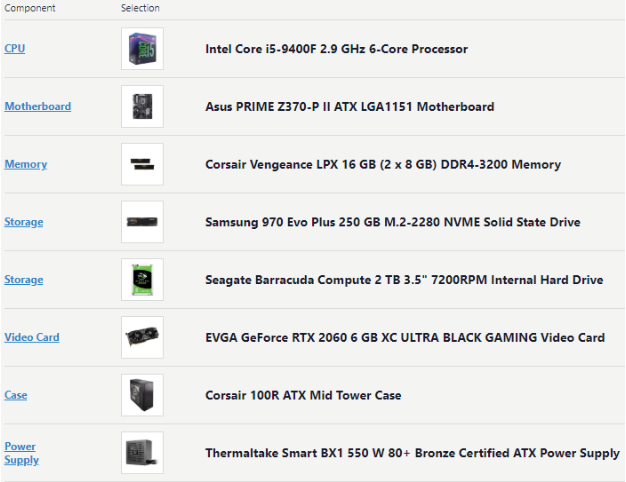 Component Selection
CPU Intel Core i5-9400F 2.9 GHz 6-Core Processor
Motherboard Asus PRIME Z370-P II ATX LGA1151 Motherboard
Memory Corsair Vengeance LPX 16 GB (2 x 8 GB) DDR4-3200 Memory
Storage Samsung 970 Evo Plus 250 GB M.2-2280 NVME Solid State Drive
Storage Seagate Barracuda Compute 2 TB 3.5" 7200RPM Internal Hard Drive
Video Card EVGA GeForce RTX 2060 6 GB XC ULTRA BLACK GAMING Video Card
Case Corsair 100R ATX Mid Tower Case
Power
Supply Thermaltake Smart BX1 550 W 80+ Bronze Certified ATX Power Supply